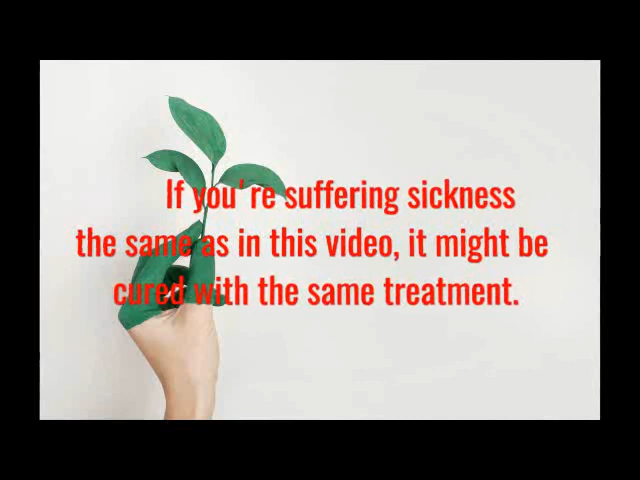 If you're suffering sickness
the same as in this video, it might be
cured with the same treatment.